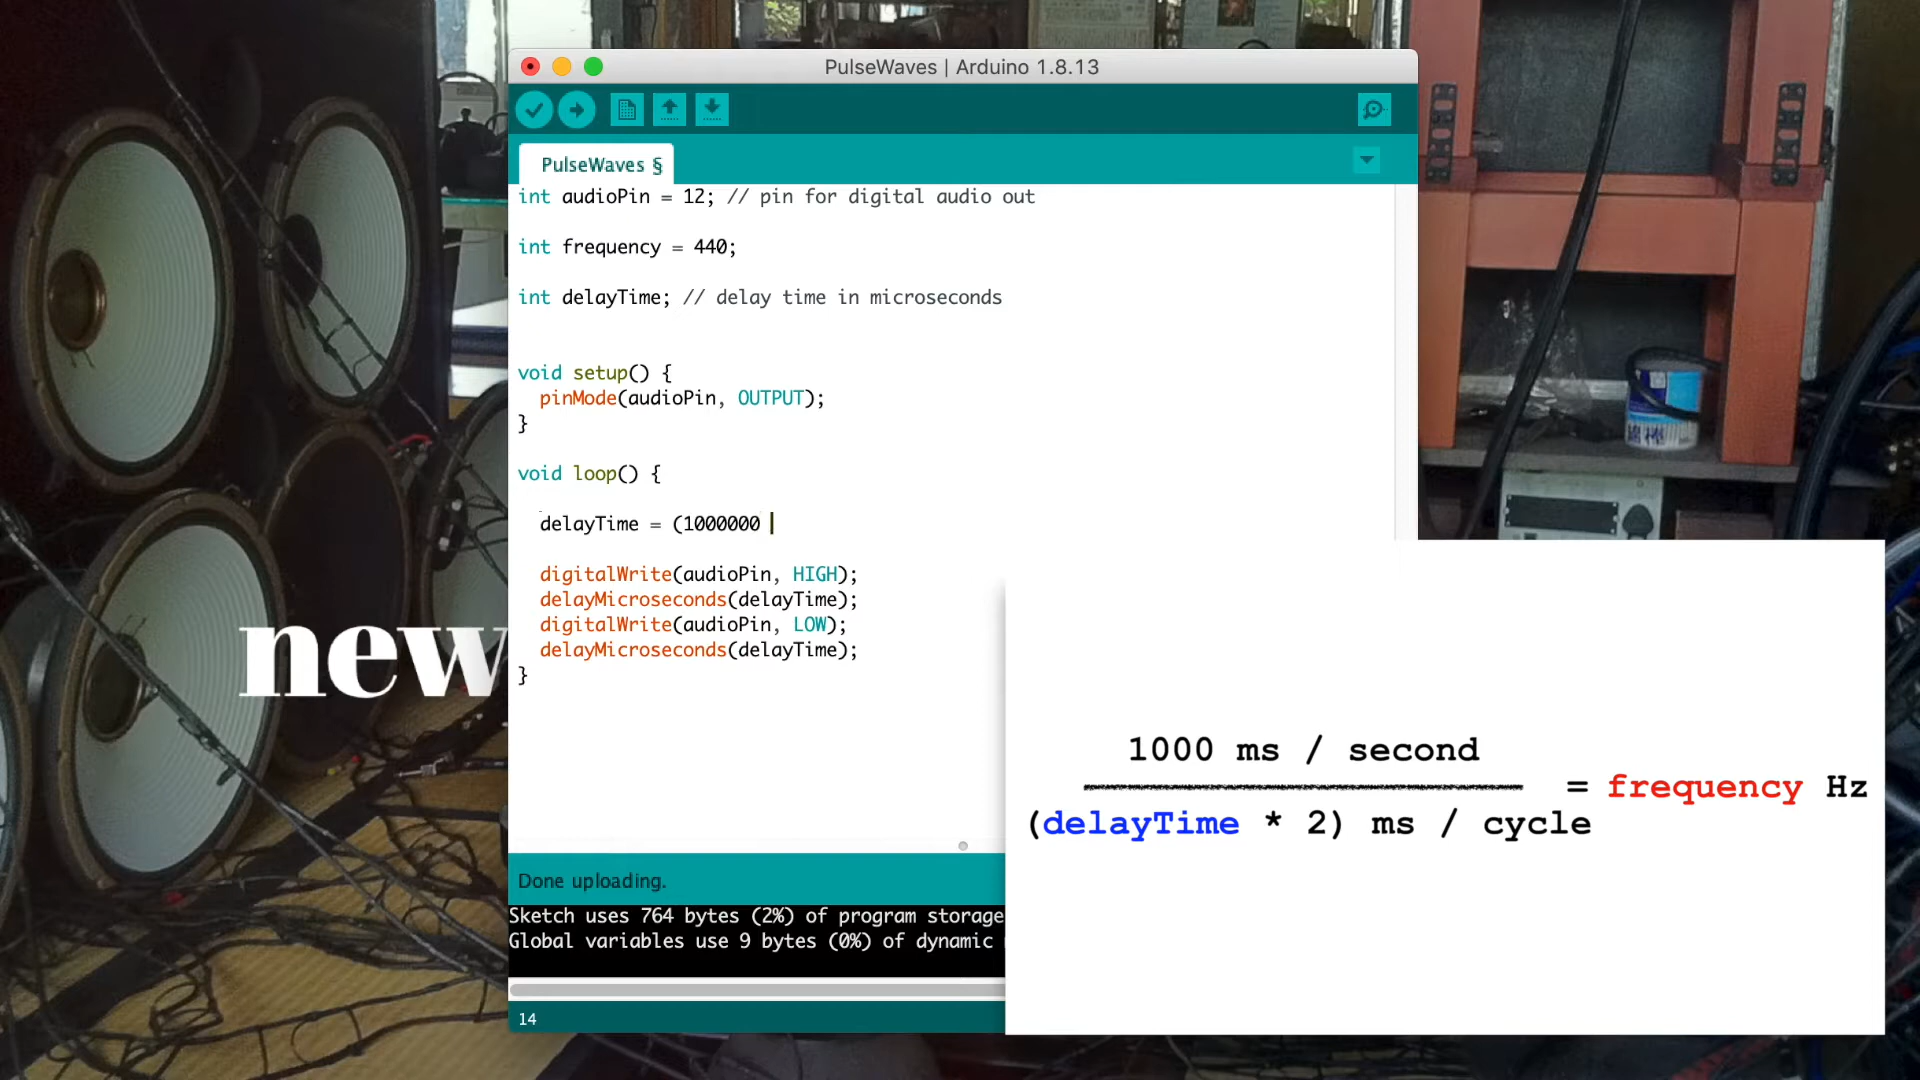 PulseWaves | Arduino 1.8.13
PulseWaves §
int audioPin = 12; // pin for digital audio out
int frequency = 440;
int delayTime; // delay time in microseconds
void setup() {
pinMode(audioPin, OUTPUT);
}
void loop() {
delayTime = (1000000
digitalWrite(audioPin, HIGH);
delayMicroseconds(delayTime);
digitalWrite(audioPin, LOW);
delayMicroseconds(delayTime);
}
new
1000 ms / second
= frequency Hz
(delayTime * 2) ms / cycle
Done uploading.
Sketch uses 764 bytes (2%) of program storage
Global variables use 9 bytes (0%) of dynamic
14